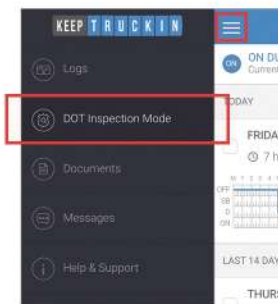 KEEP TRUCKIN
ON DU
Current
Logs
TODAY
DOT Inspection Mode
FRIDA
7 h
Documents
OFF
SB
D
ON
Messages
LAST 14 DAY
Help & Support
THURS